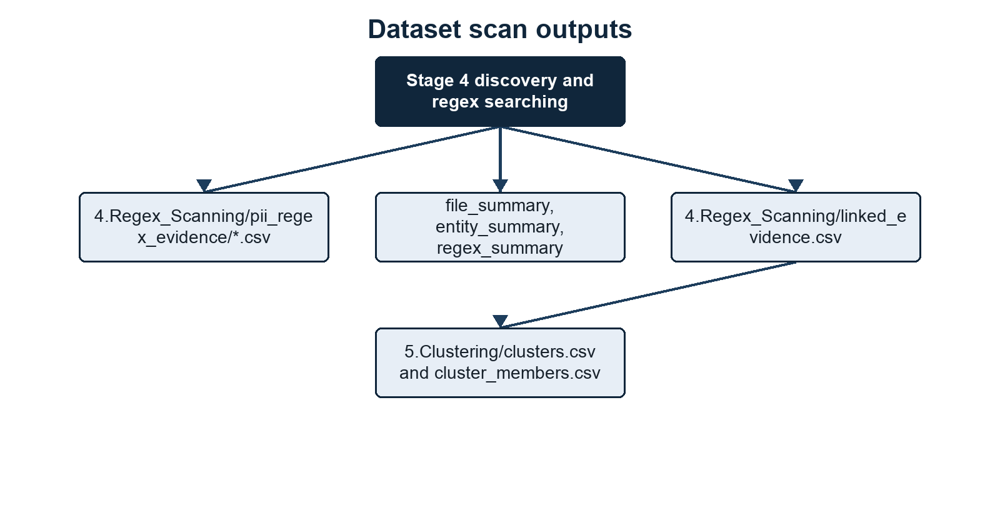 Dataset scan outputs
Stage 4 discovery and
regex searching
4.Regex_Scanning/pii_rege
x_evidence/*.csv
file_summary,
entity_summary,
regex_summary
4.Regex_Scanning/linked_e
vidence.csv
5.Clustering/clusters.csv
and cluster_members.csv